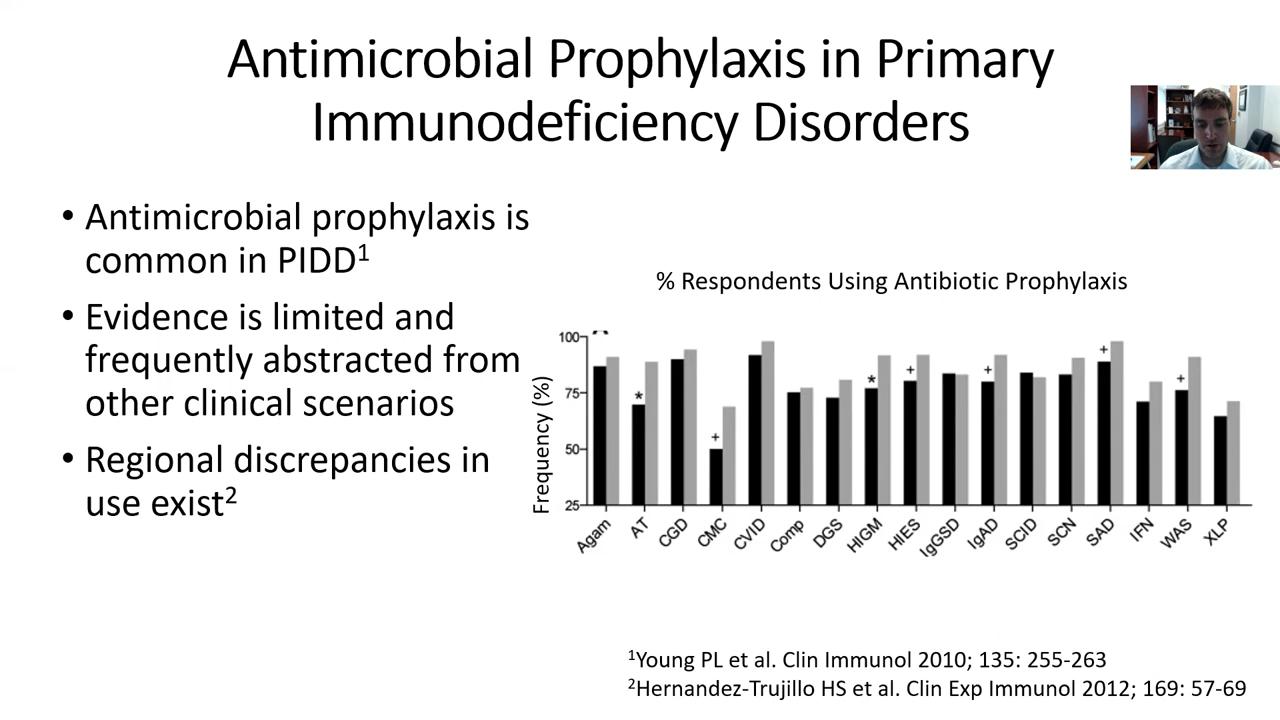 Antimicrobial Prophylaxis in Primary
Immunodeficiency Disorders
• Antimicrobial prophylaxis is
common in PIDD¹
• Evidence is limited and
frequently abstracted from
other clinical scenarios
• Regional discrepancies in
use exist²
% Respondents Using Antibiotic Prophylaxis
Frequency (%)
100
75
50
25
* + * + + + +
Agam AT CGD CMC CVID Comp DGS HIGM HIES IgGSD IgAD SCID SCN SAD IFN WAS XLP
¹Young PL et al. Clin Immunol 2010; 135: 255-263
²Hernandez-Trujillo HS et al. Clin Exp Immunol 2012; 169: 57-69